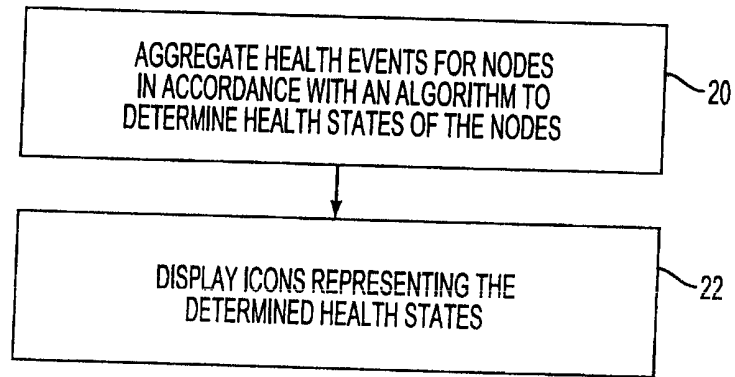 AGGREGATE HEALTH EVENTS FOR NODES
IN ACCORDANCE WITH AN ALGORITHM TO
DETERMINE HEALTH STATES OF THE NODES
20
DISPLAY ICONS REPRESENTING THE
DETERMINED HEALTH STATES
22